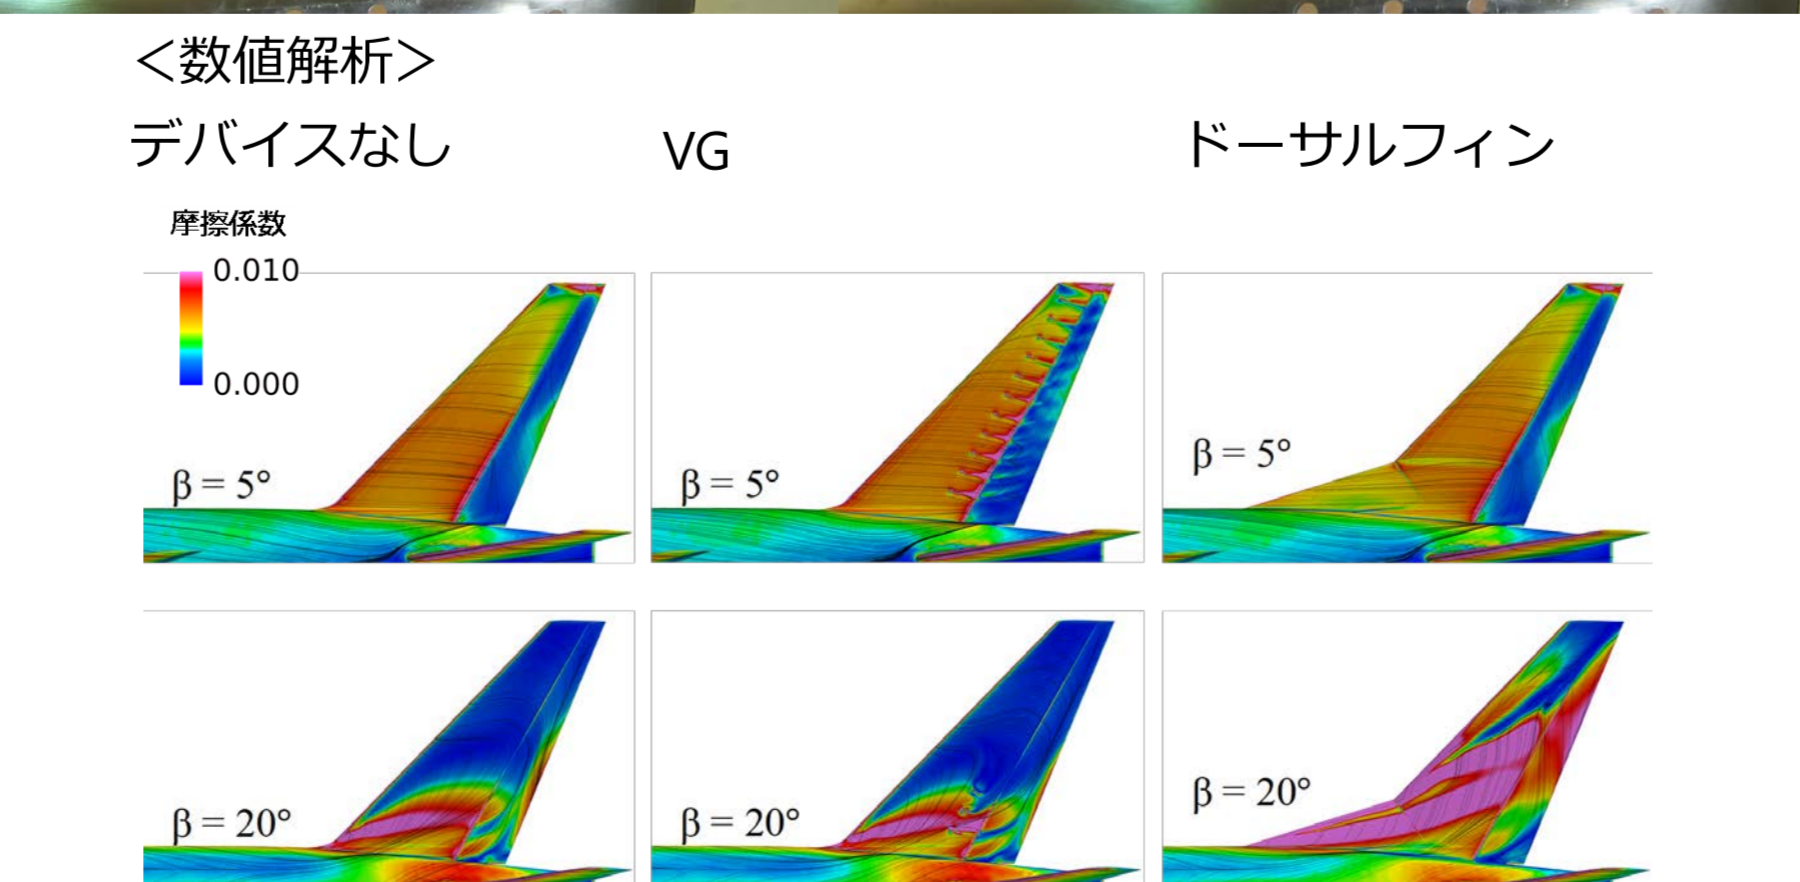 ＜数値解析＞
デバイスなし
VG
ドーサルフィン
摩擦係数
0.010
0.000
β = 5°
β = 5°
β = 5°
β = 20°
β = 20°
β = 20°